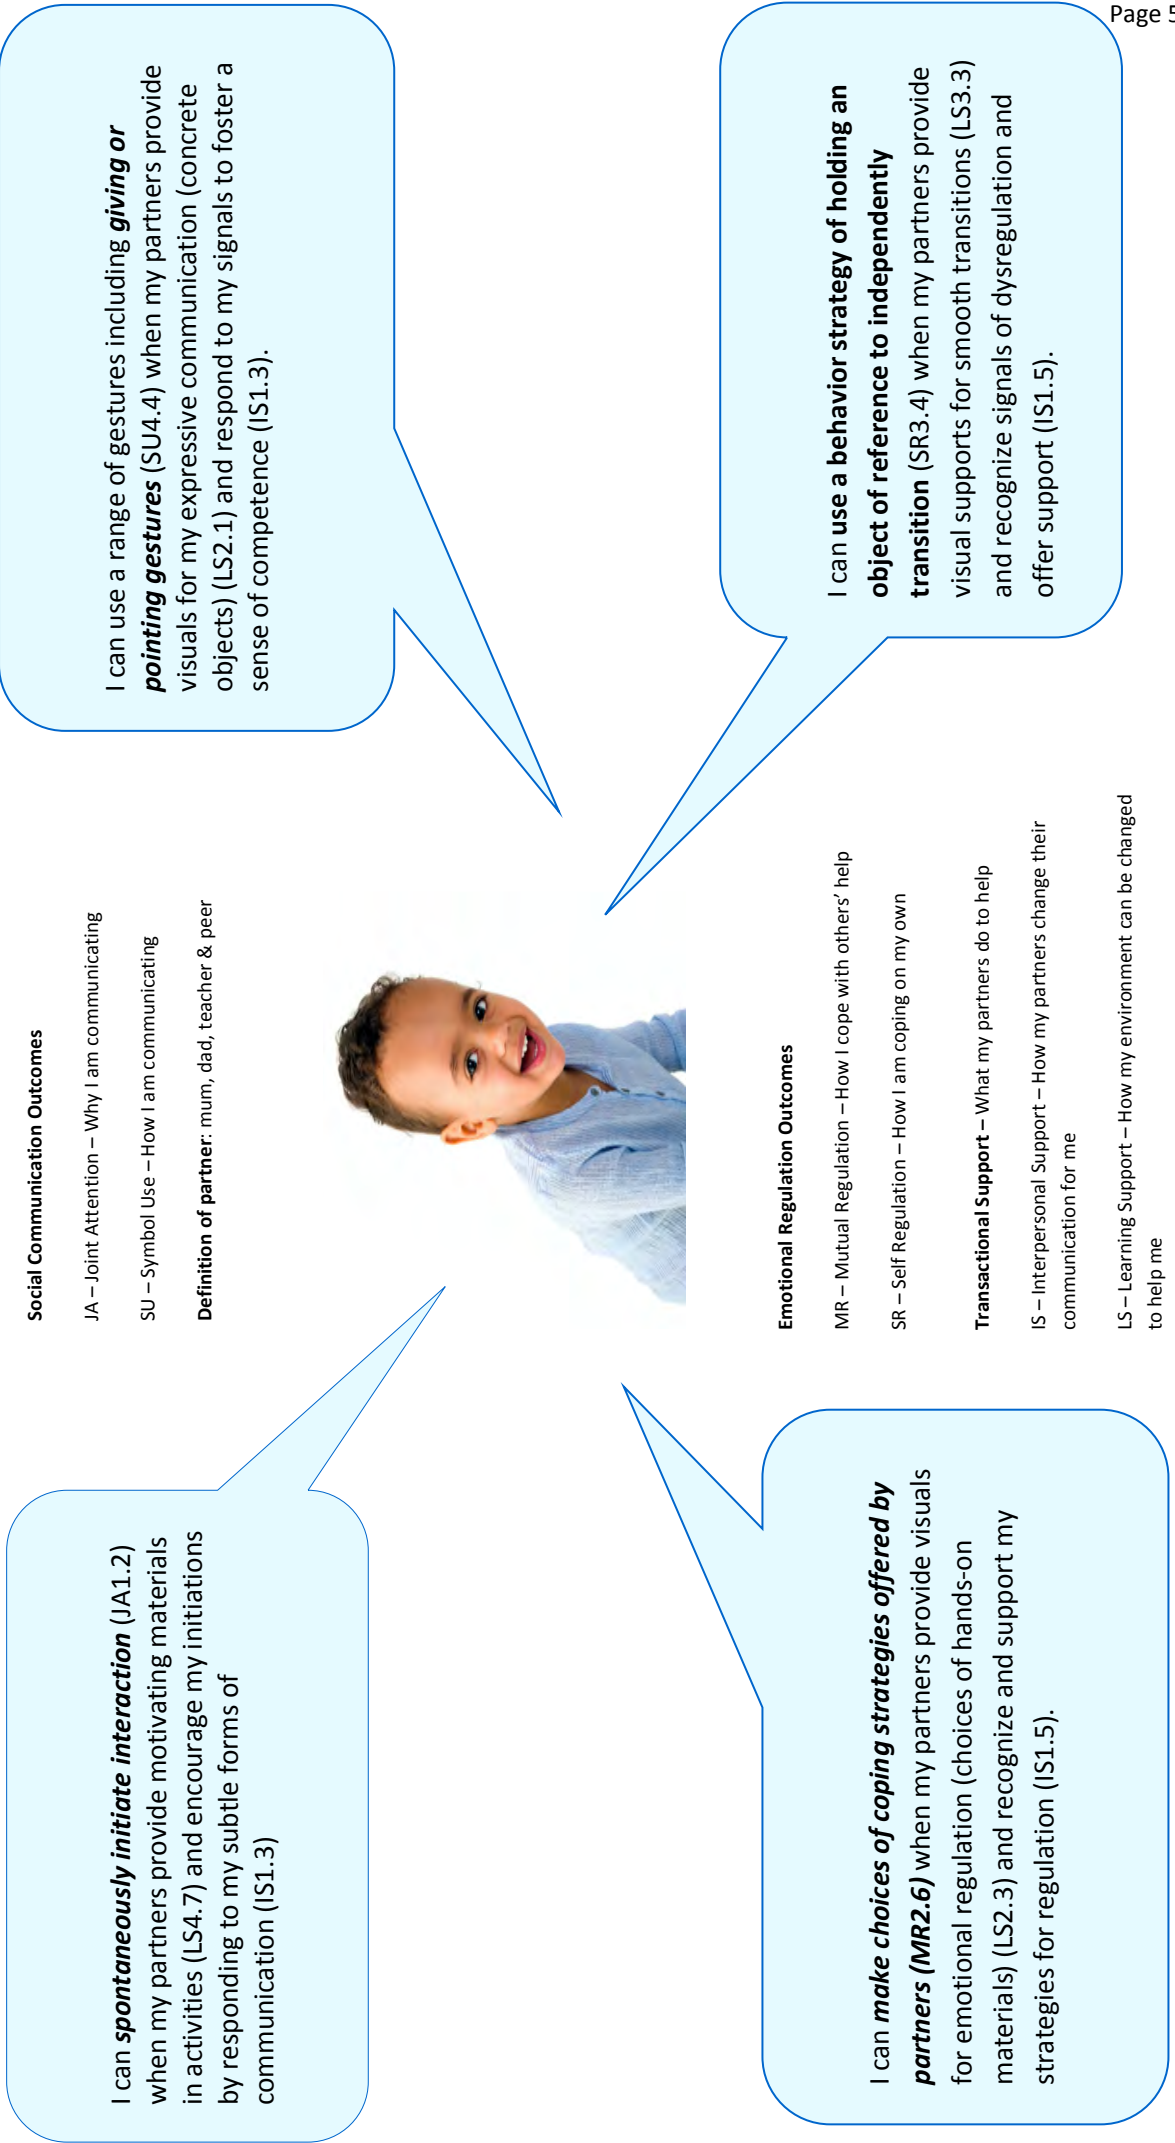 Page 5
I can spontaneously initiate interaction (JA1.2)
when my partners provide motivating materials
in activities (LS4.7) and encourage my initiations
by responding to my subtle forms of
communication (IS1.3)
Social Communication Outcomes
JA – Joint Attention – Why I am communicating
SU – Symbol Use – How I am communicating
Definition of partner: mum, dad, teacher & peer
I can use a range of gestures including giving or
pointing gestures (SU4.4) when my partners provide
visuals for my expressive communication (concrete
objects) (LS2.1) and respond to my signals to foster a
sense of competence (IS1.3).
I can make choices of coping strategies offered by
partners (MR2.6) when my partners provide visuals
for emotional regulation (choices of hands-on
materials) (LS2.3) and recognize and support my
strategies for regulation (IS1.5).
Emotional Regulation Outcomes
MR – Mutual Regulation – How I cope with others’ help
SR – Self Regulation – How I am coping on my own
Transactional Support – What my partners do to help
IS – Interpersonal Support – How my partners change their
communication for me
LS – Learning Support – How my environment can be changed
to help me
I can use a behavior strategy of holding an
object of reference to independently
transition (SR3.4) when my partners provide
visual supports for smooth transitions (LS3.3)
and recognize signals of dysregulation and
offer support (IS1.5).